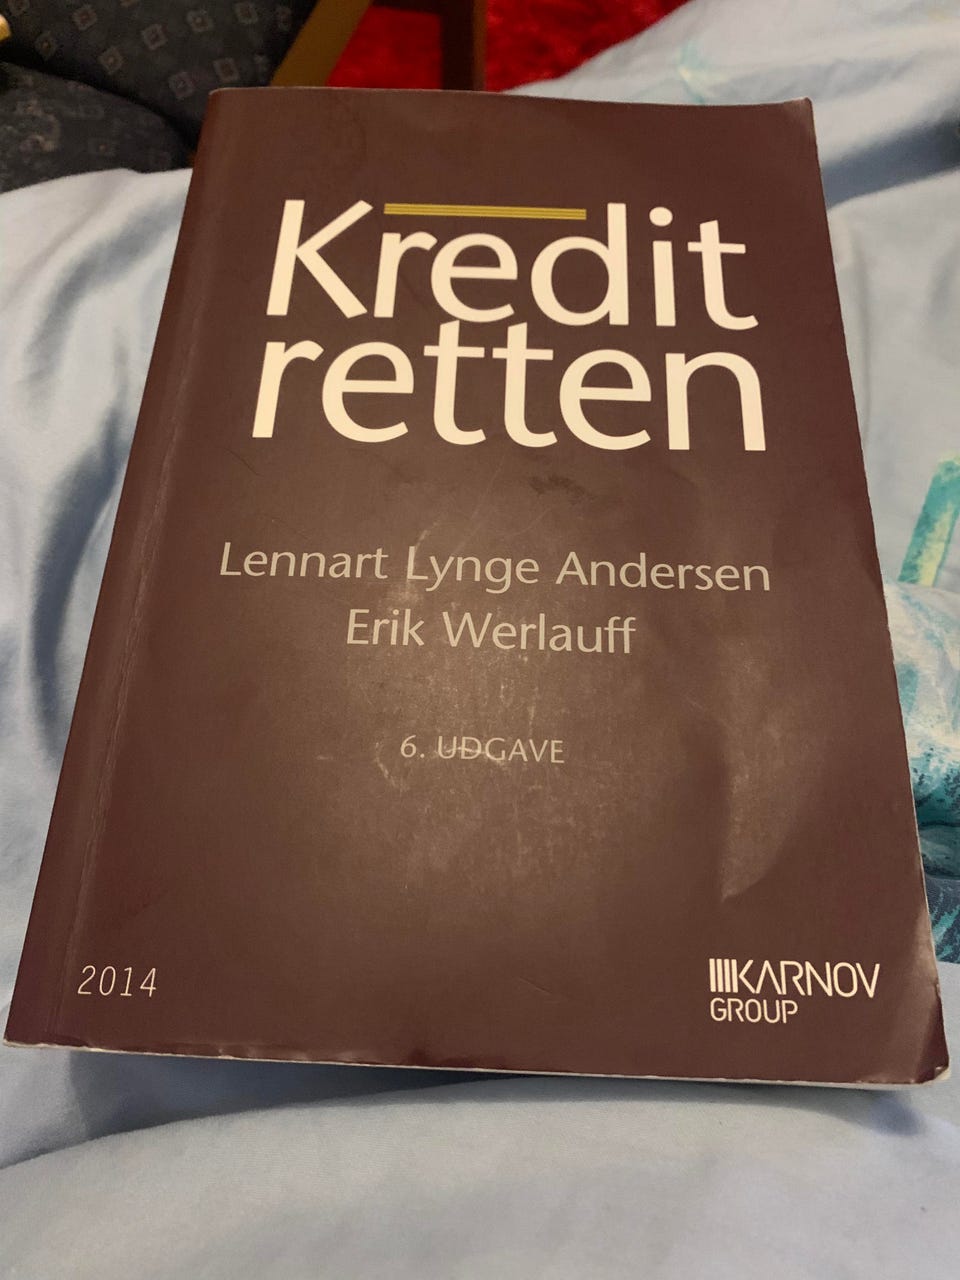 Kredit
retten
Lennart Lynge Andersen
Erik Werlauff
6. UDGAVE
2014
KARNOV
GROUP